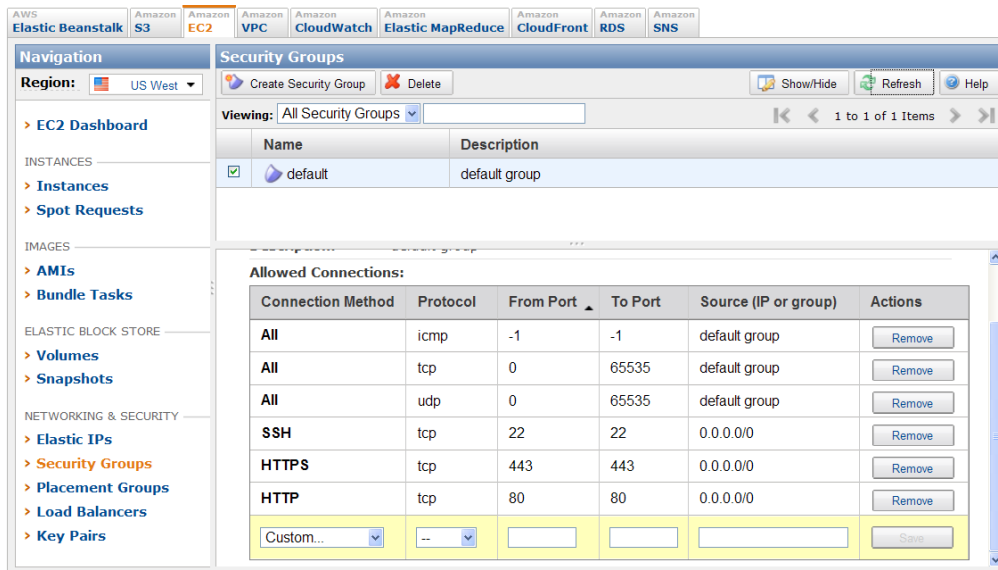 AWS Amazon Amazon Amazon Amazon Amazon Amazon Amazon Amazon
Elastic Beanstalk S3 EC2 VPC CloudWatch Elastic MapReduce CloudFront RDS SNS
Navigation
Region: US West
> EC2 Dashboard
INSTANCES
> Instances
> Spot Requests
IMAGES
> AMIs
> Bundle Tasks
ELASTIC BLOCK STORE
> Volumes
> Snapshots
NETWORKING & SECURITY
> Elastic IPs
> Security Groups
> Placement Groups
> Load Balancers
> Key Pairs
Security Groups
Create Security Group Delete Show/Hide Refresh Help
Viewing: All Security Groups 1 to 1 of 1 Items
Name Description
default default group
Description: default group
Allowed Connections:
Connection Method Protocol From Port To Port Source (IP or group) Actions
All icmp -1 -1 default group Remove
All tcp 0 65535 default group Remove
All udp 0 65535 default group Remove
SSH tcp 22 22 0.0.0.0/0 Remove
HTTPS tcp 443 443 0.0.0.0/0 Remove
HTTP tcp 80 80 0.0.0.0/0 Remove
Custom... -- Save